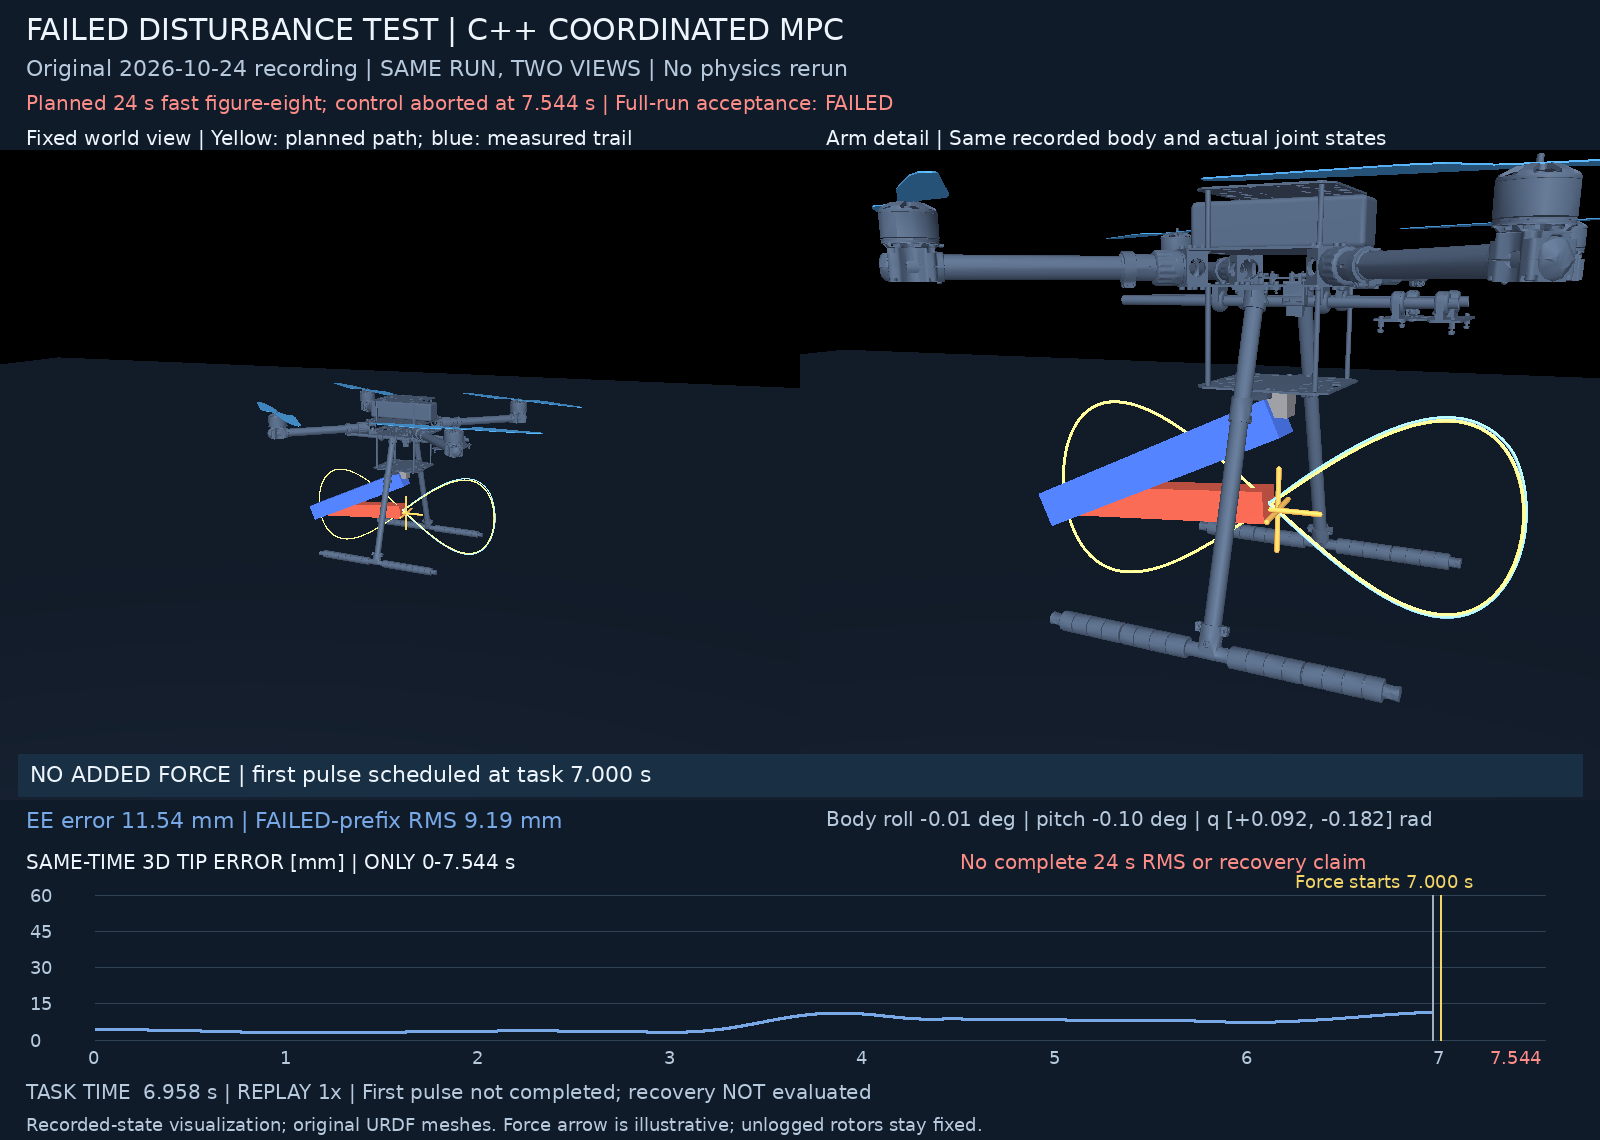 FAILED DISTURBANCE TEST | C++ COORDINATED MPC
Original 2026-10-24 recording | SAME RUN, TWO VIEWS | No physics rerun
Planned 24 s fast figure-eight; control aborted at 7.544 s | Full-run acceptance: FAILED
Fixed world view | Yellow: planned path; blue: measured trail
Arm detail | Same recorded body and actual joint states
NO ADDED FORCE | first pulse scheduled at task 7.000 s
EE error 11.54 mm | FAILED-prefix RMS 9.19 mm
Body roll -0.01 deg | pitch -0.10 deg | q [+0.092, -0.182] rad
SAME-TIME 3D TIP ERROR [mm] | ONLY 0-7.544 s
No complete 24 s RMS or recovery claim
Force starts 7.000 s
60
45
30
15
0
0 1 2 3 4 5 6 7 7.544
TASK TIME 6.958 s | REPLAY 1x | First pulse not completed; recovery NOT evaluated
Recorded-state visualization; original URDF meshes. Force arrow is illustrative; unlogged rotors stay fixed.